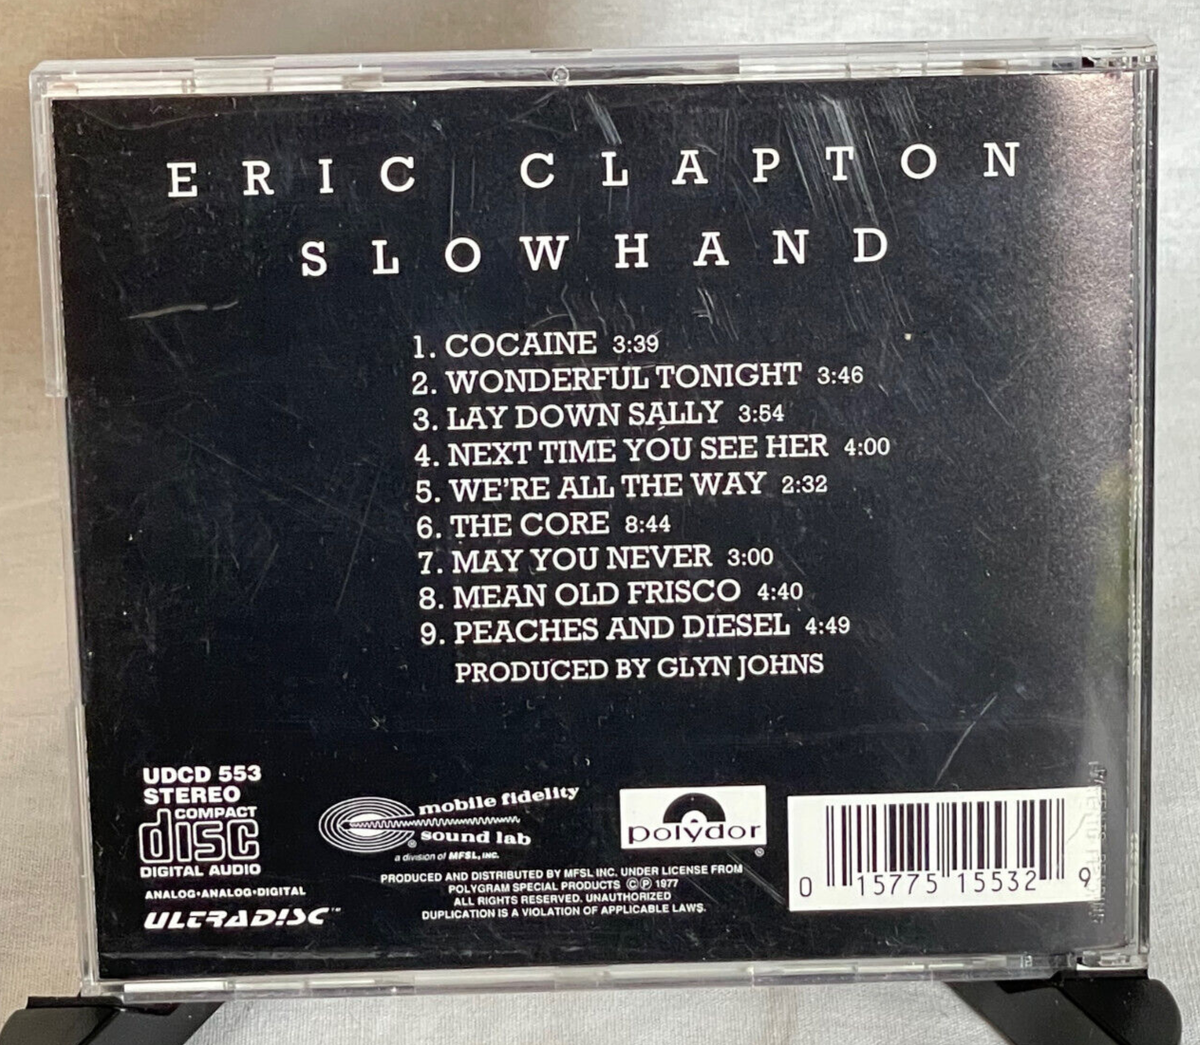 ERIC CLAPTON
SLOWHAND
1. COCAINE 3:39
2. WONDERFUL TONIGHT 3:46
3. LAY DOWN SALLY 3:54
4. NEXT TIME YOU SEE HER 4:00
5. WE'RE ALL THE WAY 2:32
6. THE CORE 8:44
7. MAY YOU NEVER 3:00
8. MEAN OLD FRISCO 4:40
9. PEACHES AND DIESEL 4:49
PRODUCED BY GLYN JOHNS
UDCD 553
STEREO
COMPACT
disc
DIGITAL AUDIO
ANALOG•ANALOG•DIGITAL
ULTRADISC™
mobile fidelity
sound lab®
a division of MFSL, INC.
PRODUCED AND DISTRIBUTED BY MFSL INC. UNDER LICENSE FROM
POLYGRAM SPECIAL PRODUCTS ©℗ 1977
ALL RIGHTS RESERVED. UNAUTHORIZED
DUPLICATION IS A VIOLATION OF APPLICABLE LAWS.
polydor®
0 15775 15532 9